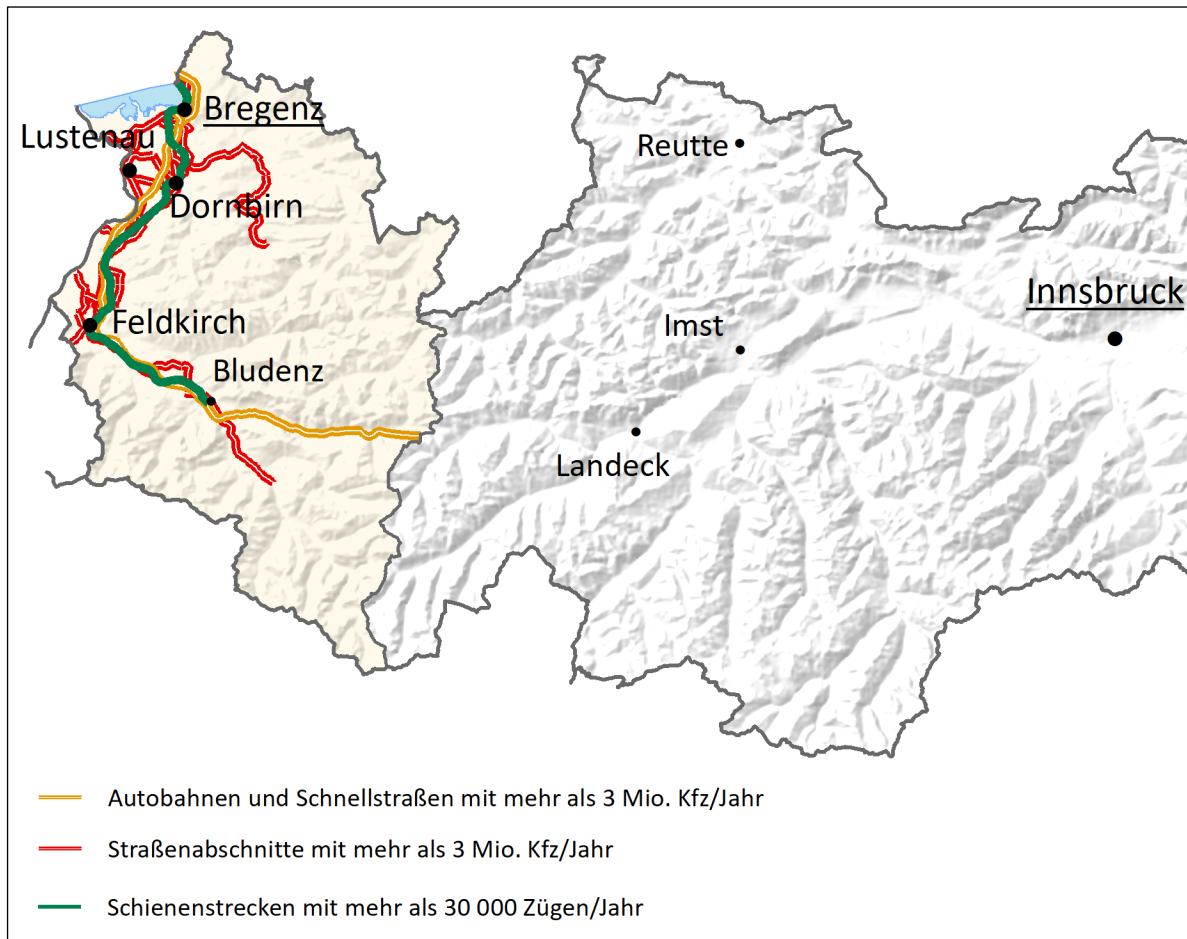 Bregenz
Lustenau
Reutte
Dornbirn
Innsbruck
Feldkirch
Imst
Bludenz
Landeck
Autobahnen und Schnellstraßen mit mehr als 3 Mio. Kfz/Jahr
Straßenabschnitte mit mehr als 3 Mio. Kfz/Jahr
Schienenstrecken mit mehr als 30 000 Zügen/Jahr